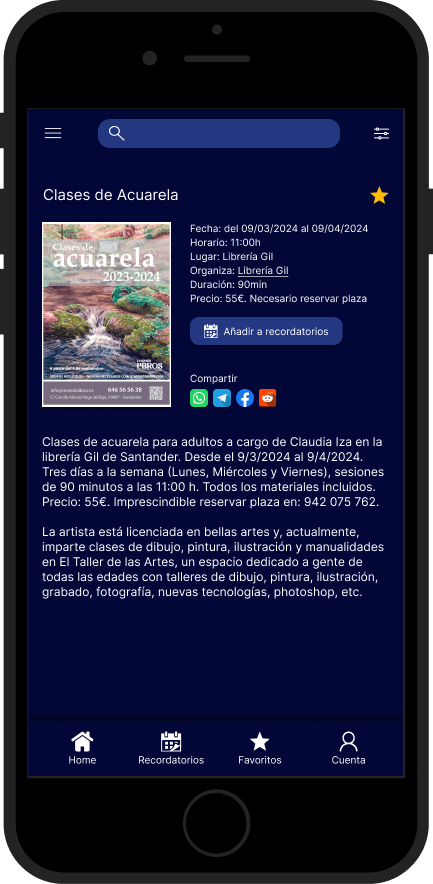 Clases de Acuarela
Clases de
acuarela
2023-2024
646 56 56 38
Fecha: del 09/03/2024 al 09/04/2024
Horario: 11:00h
Lugar: Librería Gil
Organiza: Librería Gil
Duración: 90min
Precio: 55€. Necesario reservar plaza
Añadir a recordatorios
Compartir
Clases de acuarela para adultos a cargo de Claudia Iza en la
librería Gil de Santander. Desde el 9/3/2024 al 9/4/2024.
Tres días a la semana (Lunes, Miércoles y Viernes), sesiones
de 90 minutos a las 11:00 h. Todos los materiales incluidos.
Precio: 55€. Imprescindible reservar plaza en: 942 075 762.
La artista está licenciada en bellas artes y, actualmente,
imparte clases de dibujo, pintura, ilustración y manualidades
en El Taller de las Artes, un espacio dedicado a gente de
todas las edades con talleres de dibujo, pintura, ilustración,
grabado, fotografía, nuevas tecnologías, photoshop, etc.
Home
Recordatorios
Favoritos
Cuenta